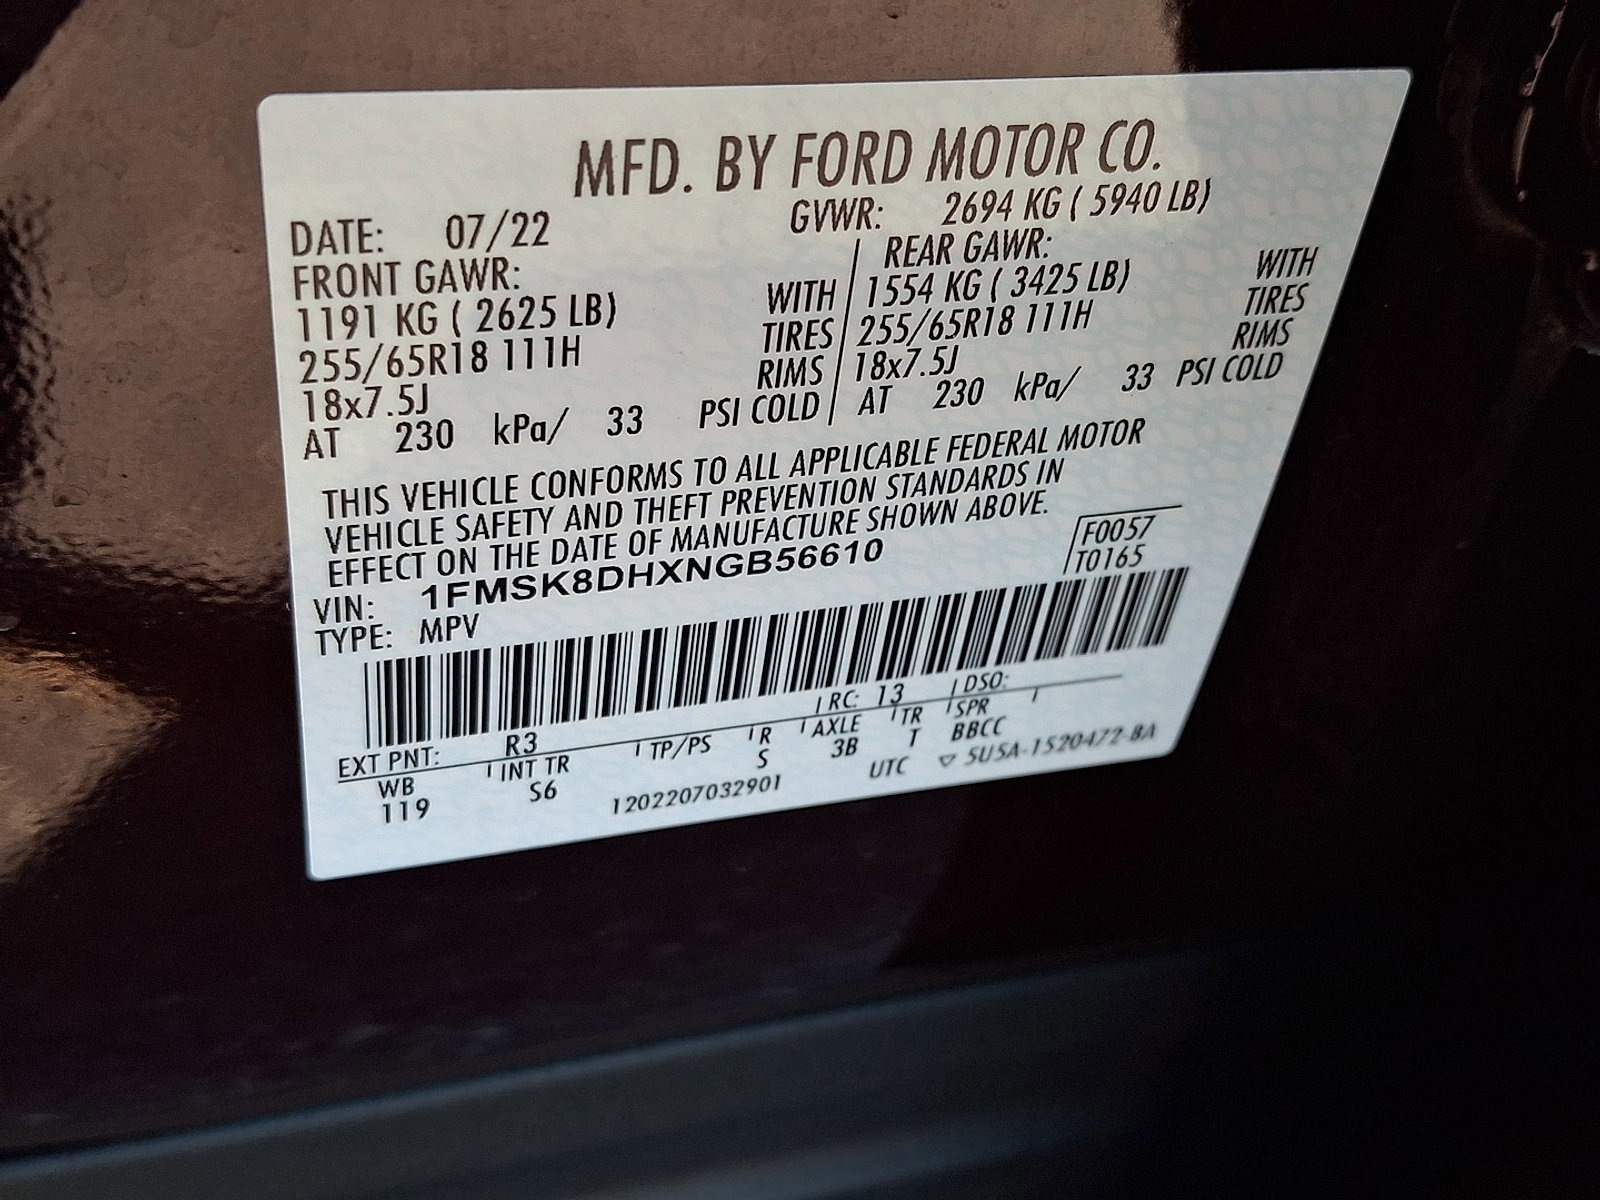 MFD. BY FORD MOTOR CO.
DATE: 07/22 GVWR: 2694 KG ( 5940 LB)
FRONT GAWR: REAR GAWR:
1191 KG ( 2625 LB) WITH 1554 KG ( 3425 LB) WITH
255/65R18 111H TIRES 255/65R18 111H TIRES
18x7.5J RIMS 18x7.5J RIMS
AT 230 kPa/ 33 PSI COLD AT 230 kPa/ 33 PSI COLD
THIS VEHICLE CONFORMS TO ALL APPLICABLE FEDERAL MOTOR
VEHICLE SAFETY AND THEFT PREVENTION STANDARDS IN
EFFECT ON THE DATE OF MANUFACTURE SHOWN ABOVE.
VIN: 1FMSK8DHXNGB56610 F0057
TYPE: MPV T0165
EXT PNT: R3 RC: 13 DSO:
WB INT TR TP/PS R AXLE TR SPR
119 S6 S 3B T BBCC
1202207032901 UTC ▽ 5U5A-1520472-BA